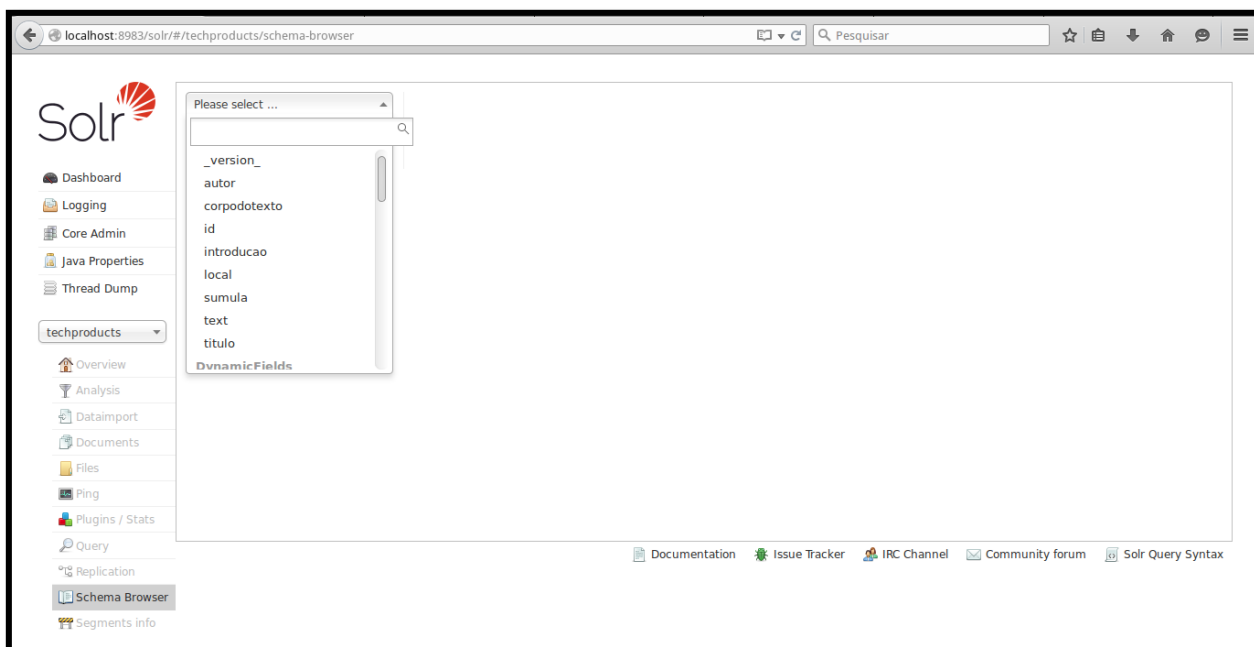 localhost:8983/solr/#/techproducts/schema-browser
Pesquisar
Solr
Dashboard
Logging
Core Admin
Java Properties
Thread Dump
techproducts
Overview
Analysis
Dataimport
Documents
Files
Ping
Plugins / Stats
Query
Replication
Schema Browser
Segments info
Please select ...
_version_
autor
corpodotexto
id
introducao
local
sumula
text
titulo
DynamicFields
Documentation Issue Tracker IRC Channel Community forum Solr Query Syntax